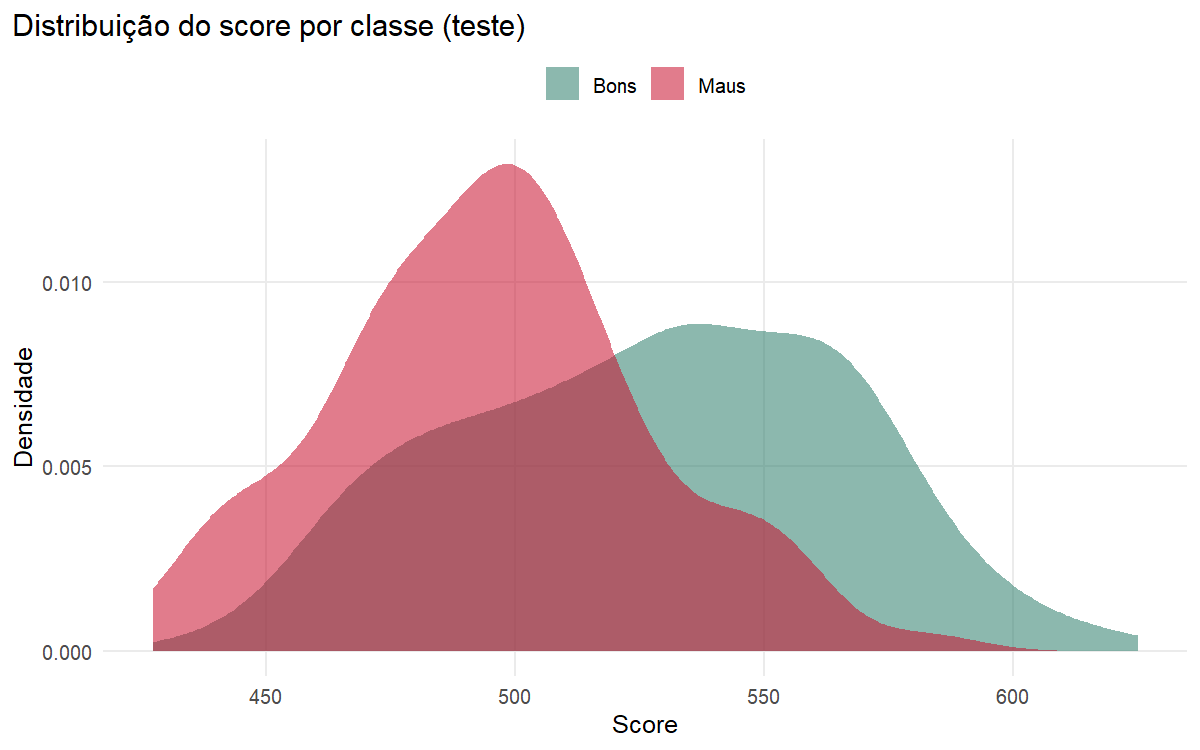 Distribuição do score por classe (teste)
Bons Maus
Densidade
0.010
0.005
0.000
450 500 550 600
Score